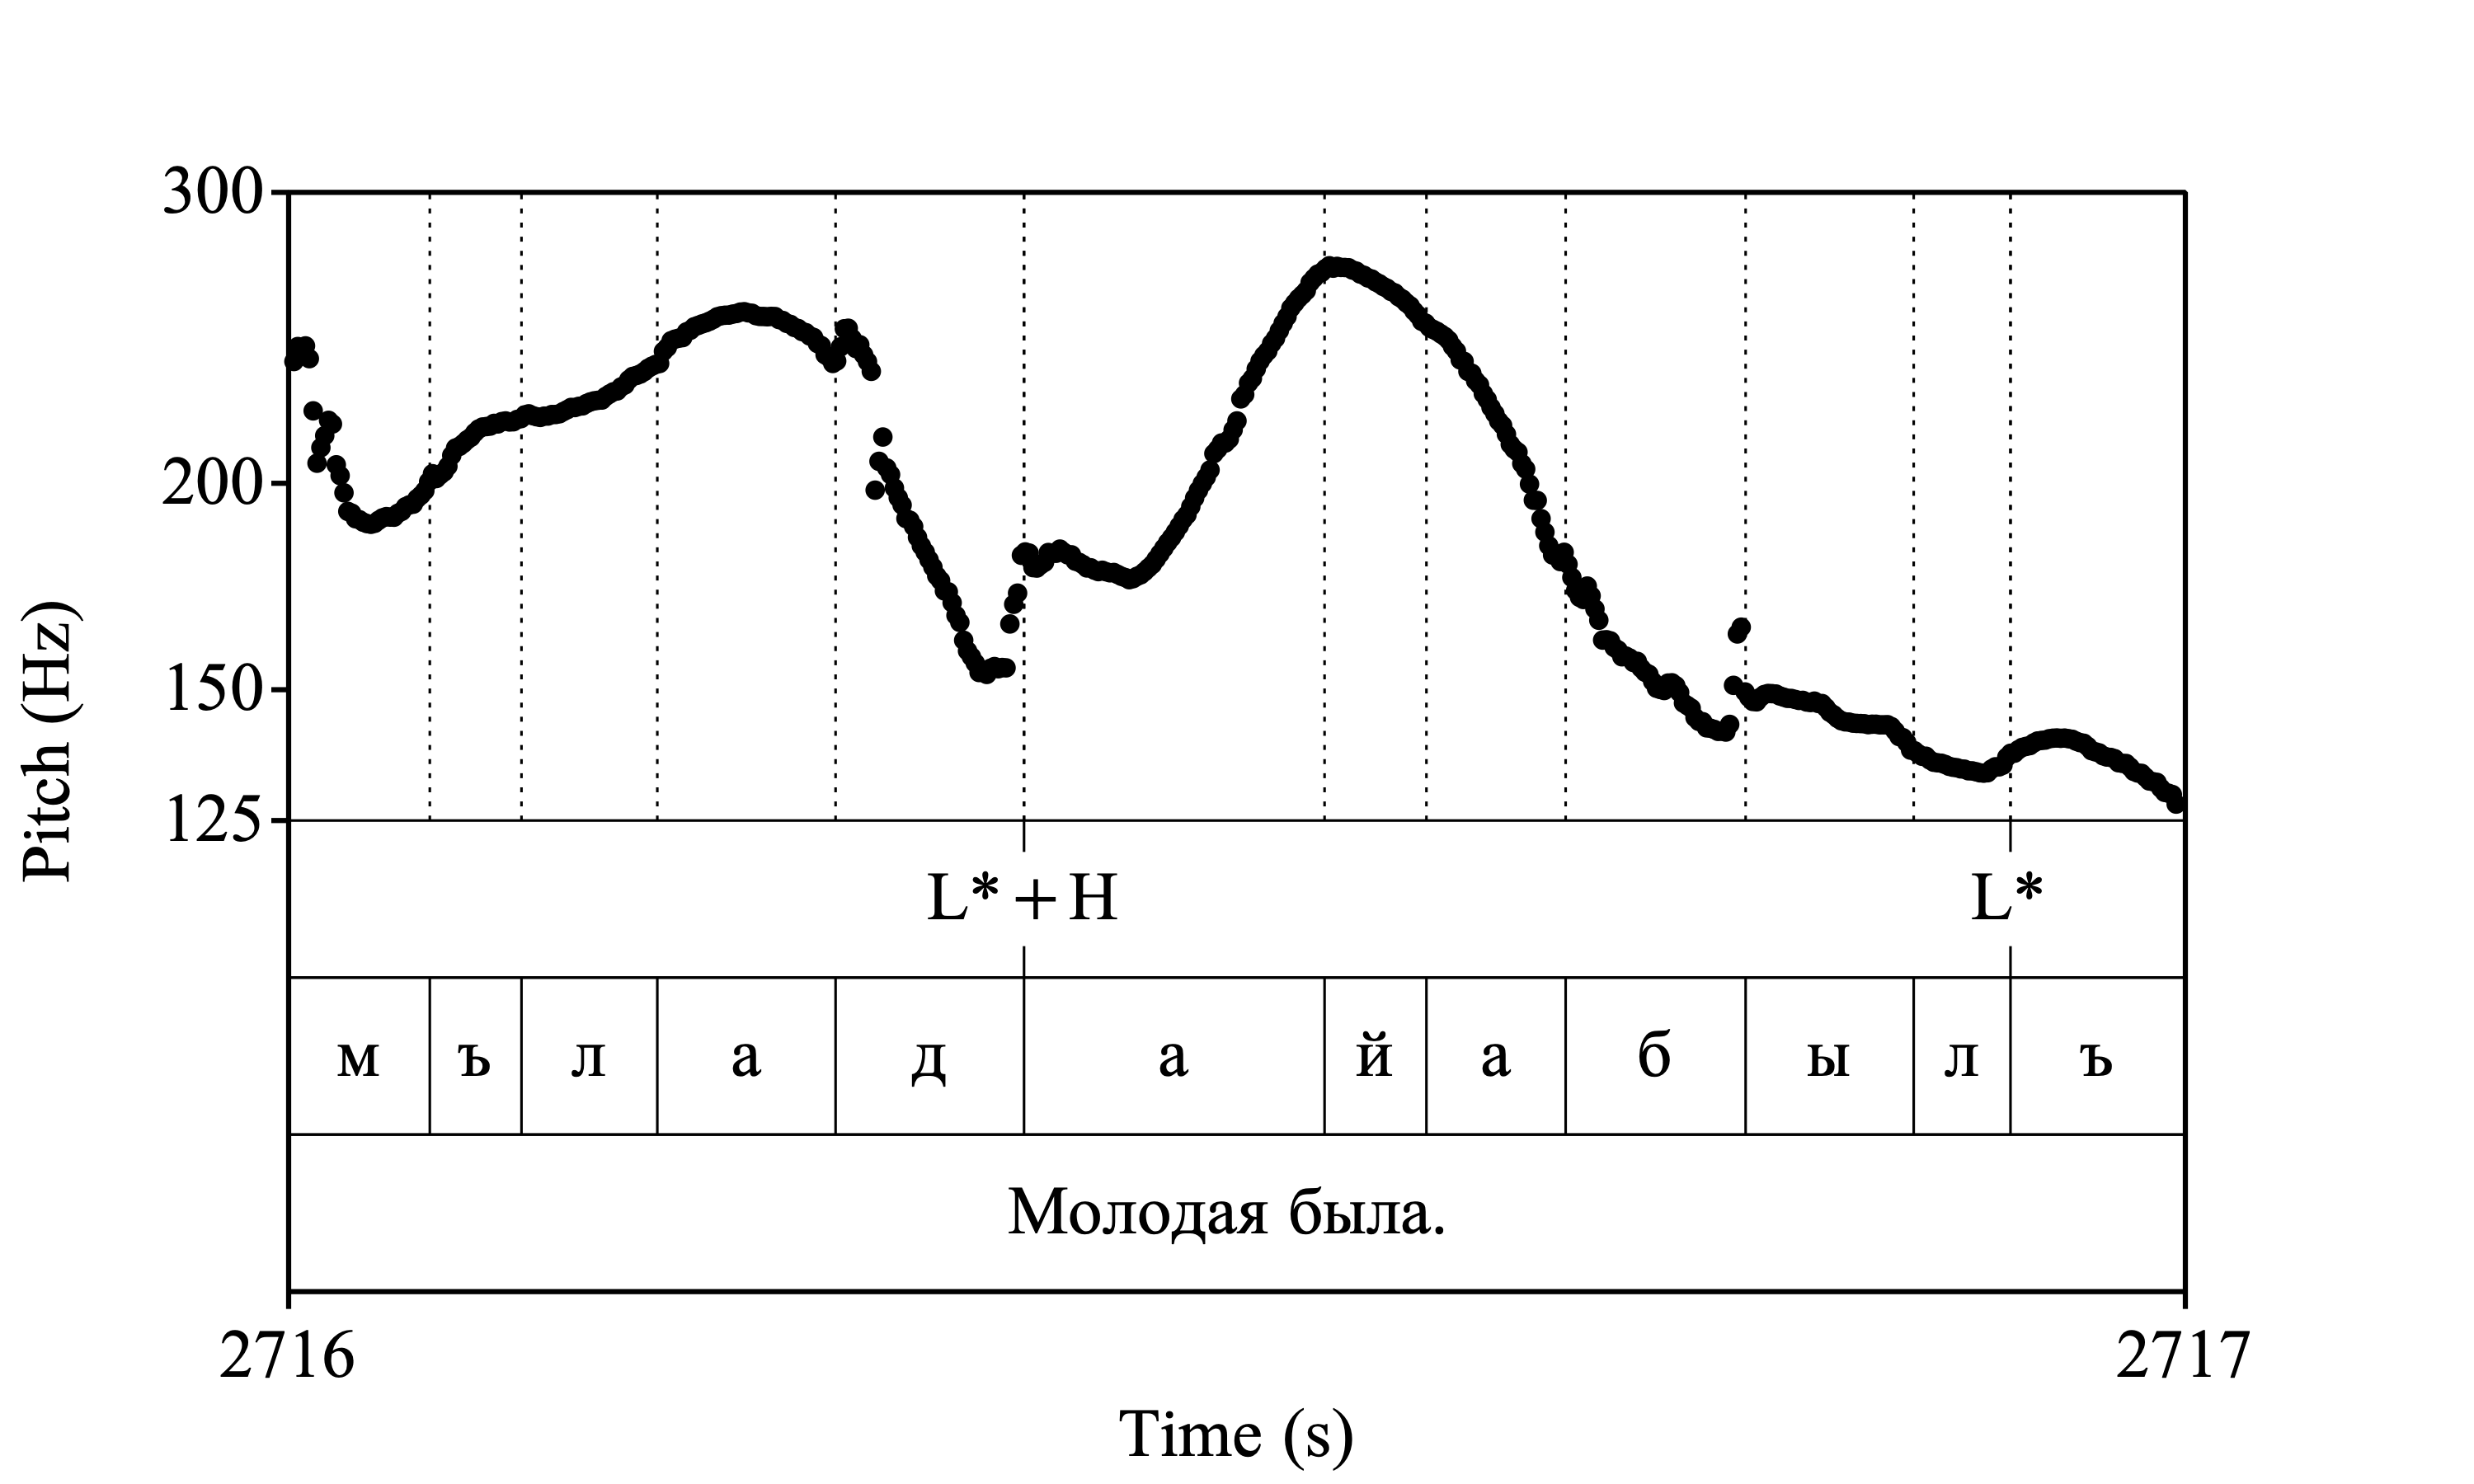 300
200
150
125
Pitch (Hz)
L*+H L*
м ъ л а д а й а б ы л ъ
Молодая была.
2716 2717
Time (s)